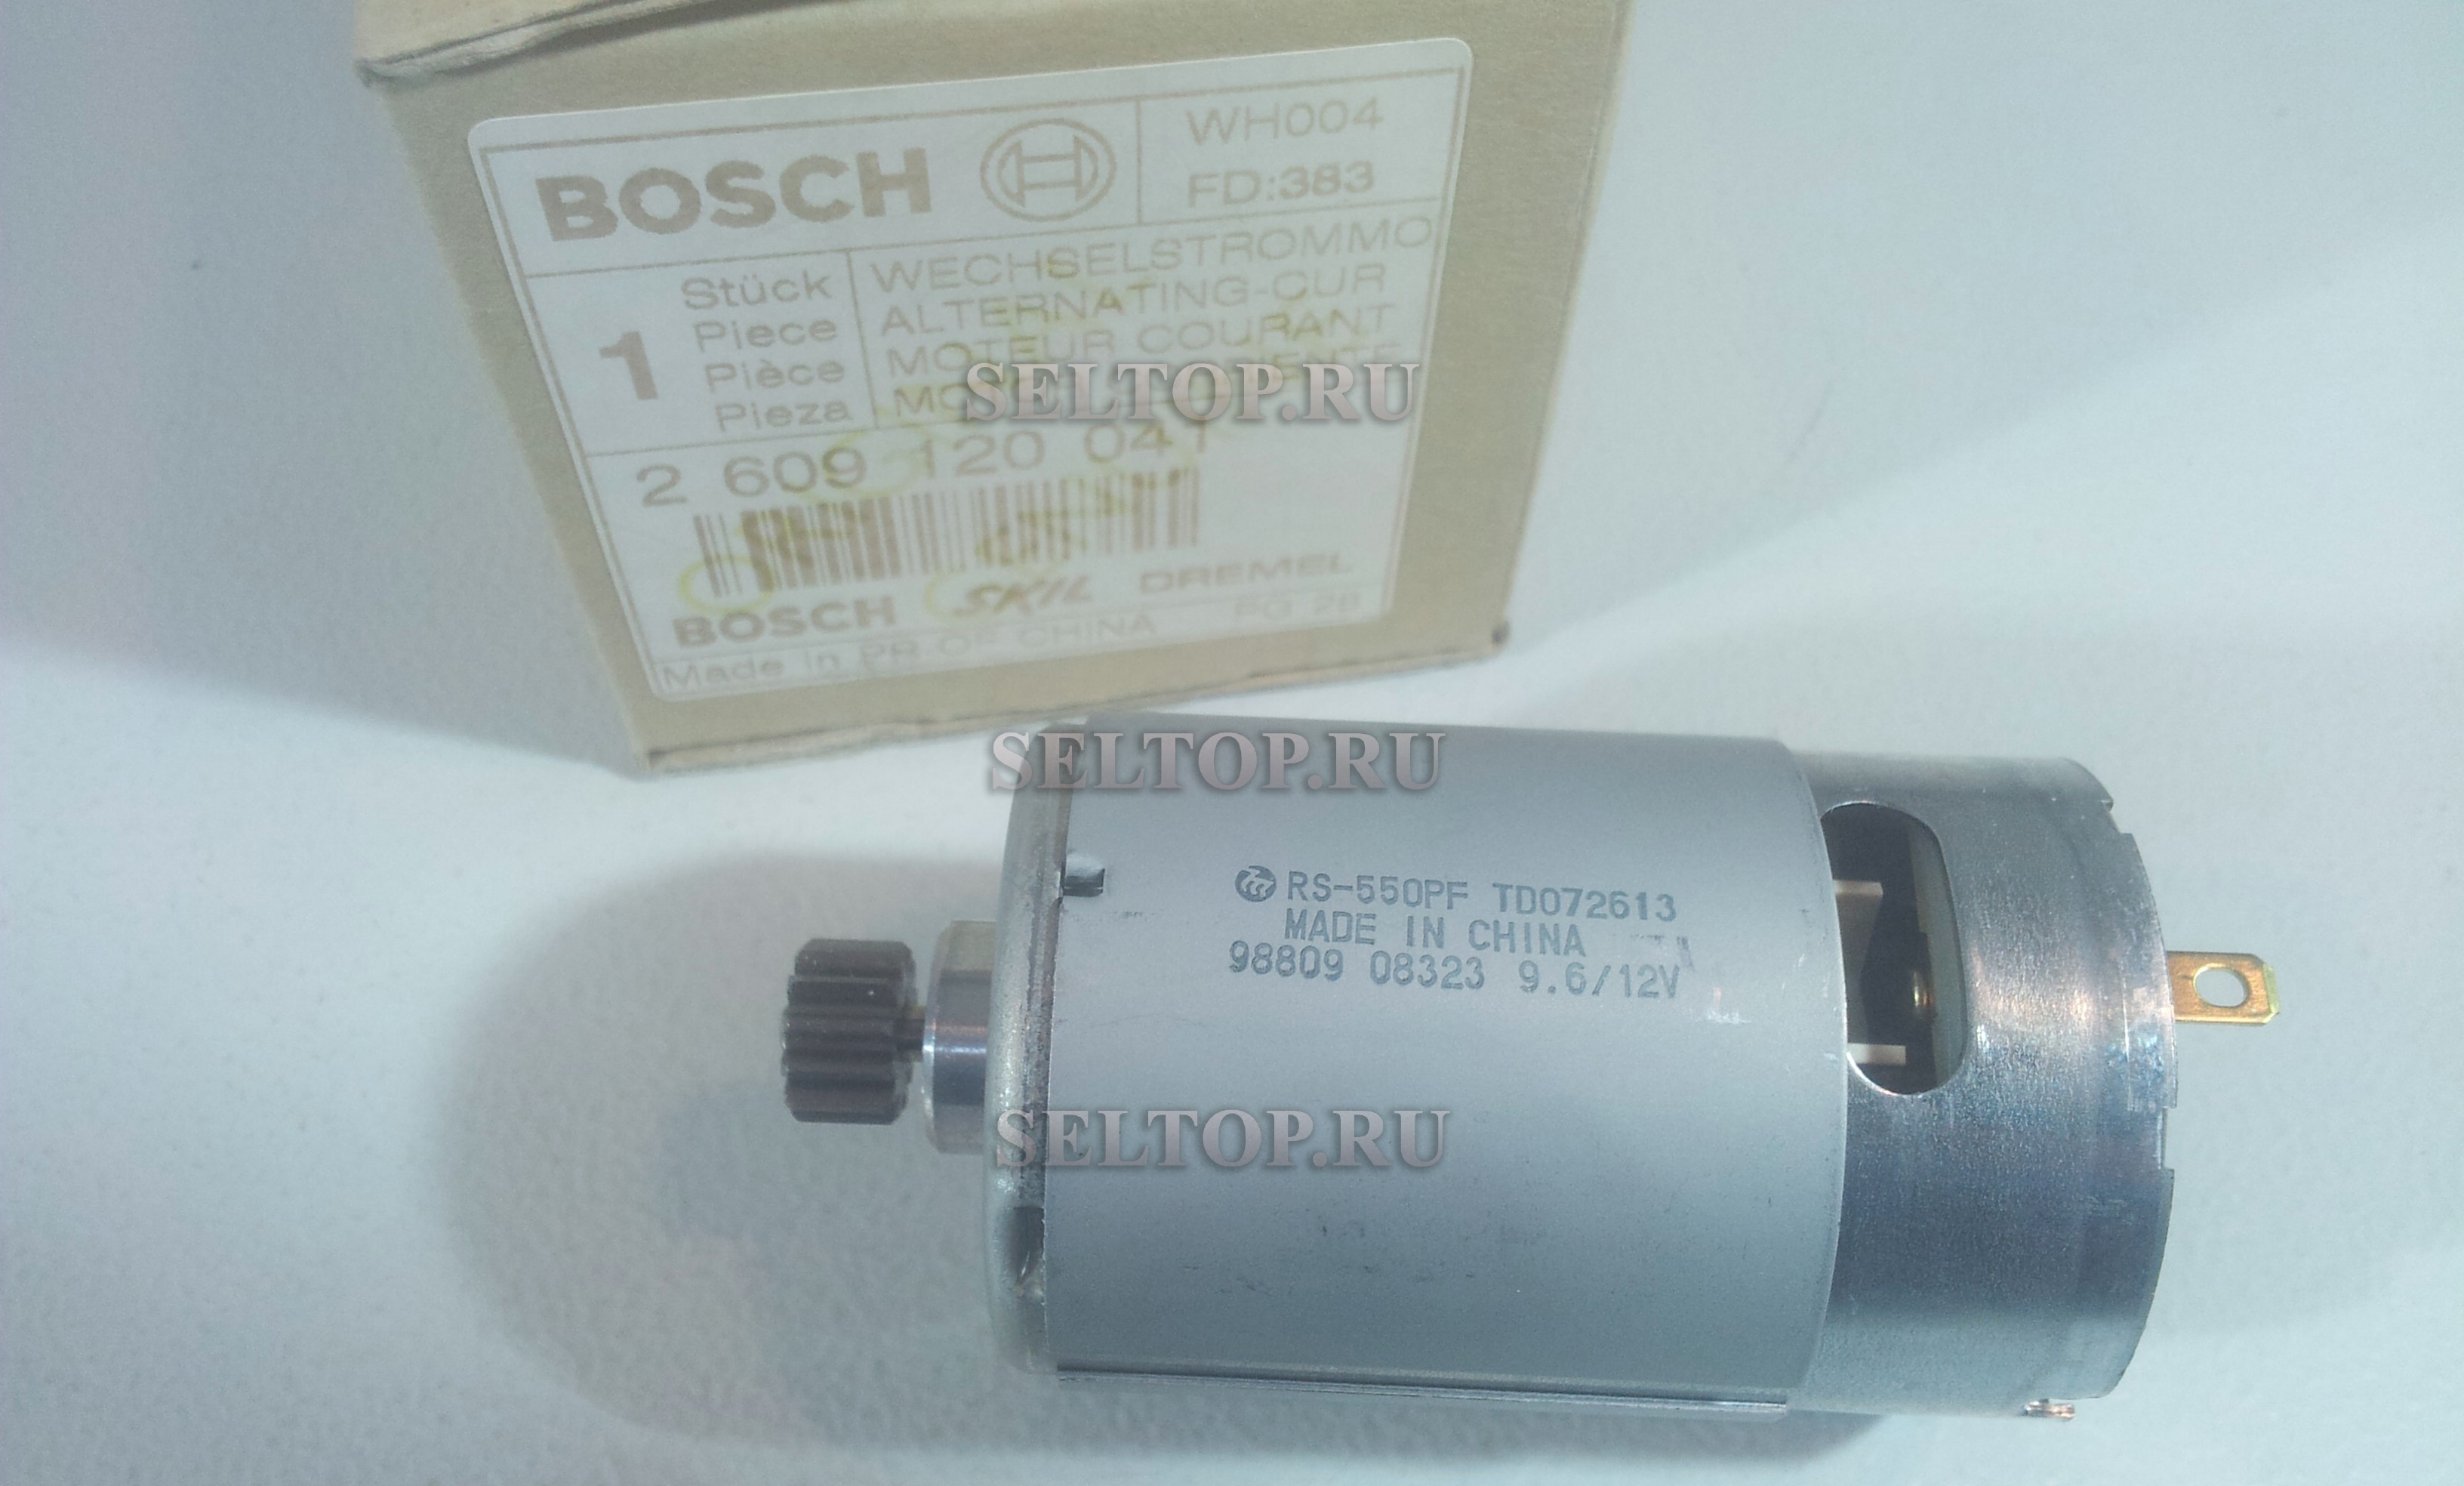 BOSCH
WH004
FD:383
1
Stück
Piece
Pièce
Pieza
WECHSELSTROMMO
ALTERNATING-CUR
MOTEUR COURANT
SELTOP.RU
2 609 120 041
BOSCH SKIL DREMEL
Made in PR OF CHINA PG 28
SELTOP.RU
RS-550PF TD072613
MADE IN CHINA
98809 08323 9.6/12V
SELTOP.RU